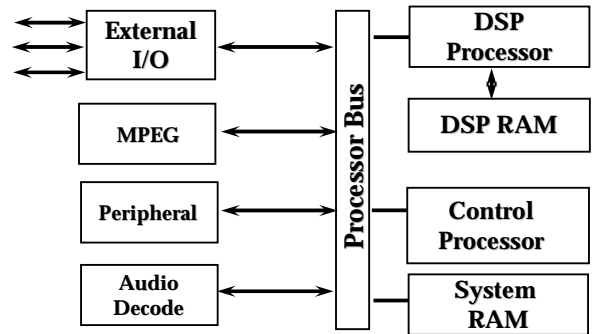 External
I/O
MPEG
Peripheral
Audio
Decode
Processor Bus
DSP
Processor
DSP RAM
Control
Processor
System
RAM